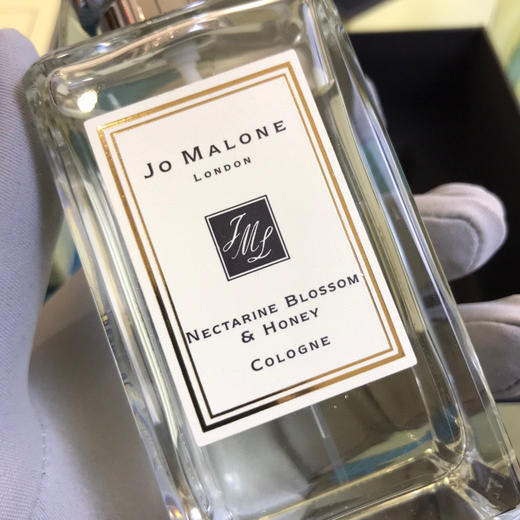 JO MALONE
LONDON
JML
NECTARINE BLOSSOM
& HONEY
COLOGNE